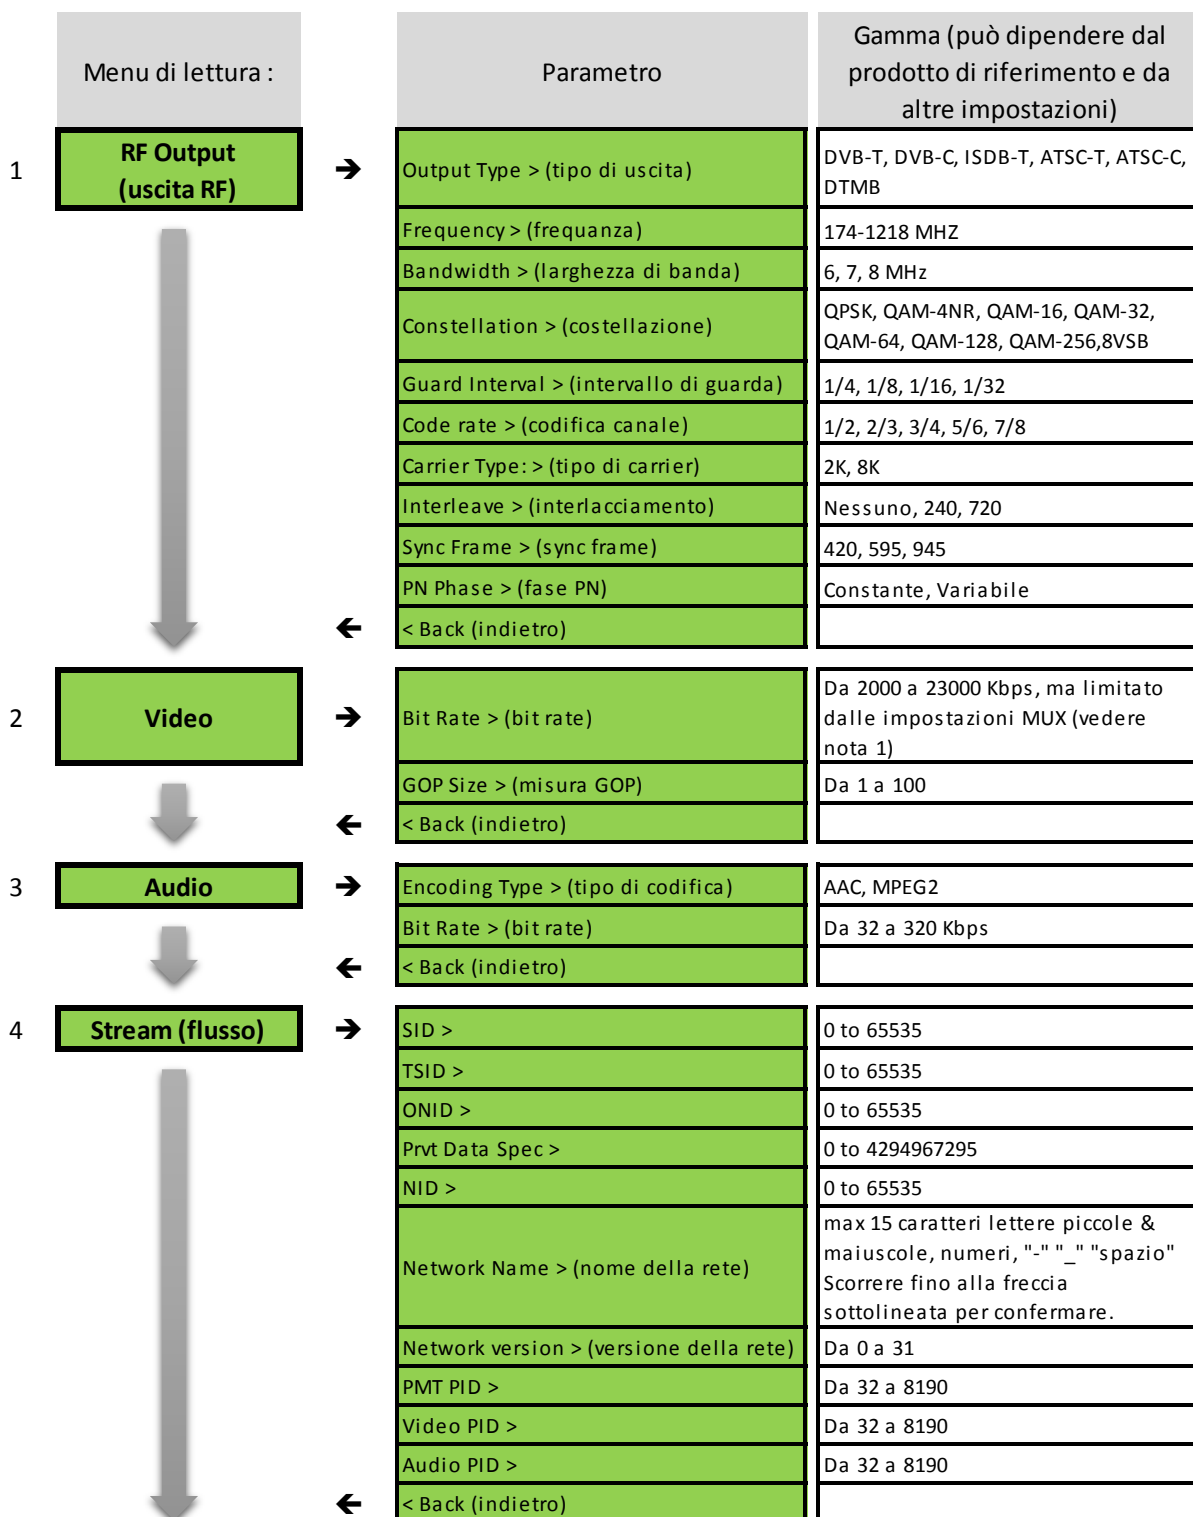 Menu di lettura :
Parametro
Gamma (può dipendere dal
prodotto di riferimento e da
altre impostazioni)
1
RF Output
(uscita RF)
➔
Output Type > (tipo di uscita)
DVB-T, DVB-C, ISDB-T, ATSC-T, ATSC-C,
DTMB
Frequency > (frequanza)
174-1218 MHZ
Bandwidth > (larghezza di banda)
6, 7, 8 MHz
Constellation > (costellazione)
QPSK, QAM-4NR, QAM-16, QAM-32,
QAM-64, QAM-128, QAM-256,8VSB
Guard Interval > (intervallo di guarda)
1/4, 1/8, 1/16, 1/32
Code rate > (codifica canale)
1/2, 2/3, 3/4, 5/6, 7/8
Carrier Type: > (tipo di carrier)
2K, 8K
Interleave > (interlacciamento)
Nessuno, 240, 720
Sync Frame > (sync frame)
420, 595, 945
PN Phase > (fase PN)
Constante, Variabile
🡸
< Back (indietro)
2
Video
➔
Bit Rate > (bit rate)
Da 2000 a 23000 Kbps, ma limitato
dalle impostazioni MUX (vedere
nota 1)
GOP Size > (misura GOP)
Da 1 a 100
🡸
< Back (indietro)
3
Audio
➔
Encoding Type > (tipo di codifica)
AAC, MPEG2
Bit Rate > (bit rate)
Da 32 a 320 Kbps
🡸
< Back (indietro)
4
Stream (flusso)
➔
SID >
0 to 65535
TSID >
0 to 65535
ONID >
0 to 65535
Prvt Data Spec >
0 to 4294967295
NID >
0 to 65535
Network Name > (nome della rete)
max 15 caratteri lettere piccole &
maiuscole, numeri, "-" "_" "spazio"
Scorrere fino alla freccia
sottolineata per confermare.
Network version > (versione della rete)
Da 0 a 31
PMT PID >
Da 32 a 8190
Video PID >
Da 32 a 8190
Audio PID >
Da 32 a 8190
🡸
< Back (indietro)